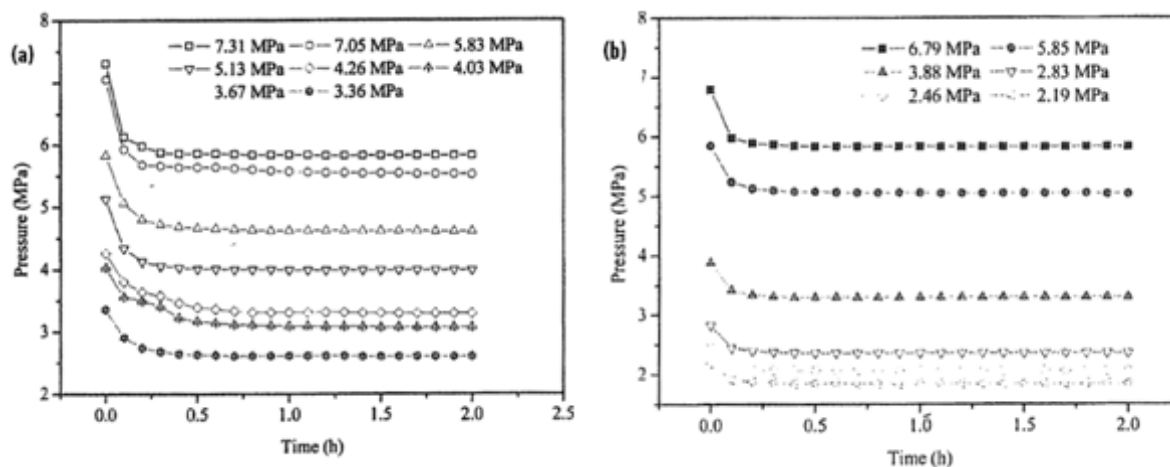 (a)
7.31 MPa 7.05 MPa 5.83 MPa
5.13 MPa 4.26 MPa 4.03 MPa
3.67 MPa 3.36 MPa
8
7
6
5
4
3
2
Pressure (MPa)
0.0 0.5 1.0 1.5 2.0 2.5
Time (h)
(b)
6.79 MPa 5.85 MPa
3.88 MPa 2.83 MPa
2.46 MPa 2.19 MPa
8
7
6
5
4
3
2
Pressure (MPa)
0.0 0.5 1.0 1.5 2.0
Time (h)